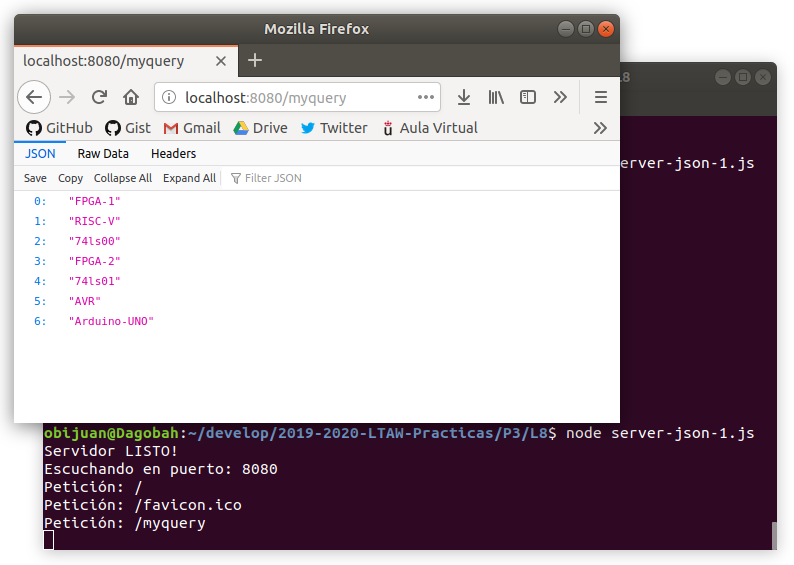 Mozilla Firefox
localhost:8080/myquery
localhost:8080/myquery
GitHub Gist Gmail Drive Twitter Aula Virtual
JSON Raw Data Headers
Save Copy Collapse All Expand All Filter JSON
0: "FPGA-1"
1: "RISC-V"
2: "74ls00"
3: "FPGA-2"
4: "74ls01"
5: "AVR"
6: "Arduino-UNO"
L8
server-json-1.js
obijuan@Dagobah:~/develop/2019-2020-LTAW-Practicas/P3/L8$ node server-json-1.js
Servidor LISTO!
Escuchando en puerto: 8080
Petición: /
Petición: /favicon.ico
Petición: /myquery